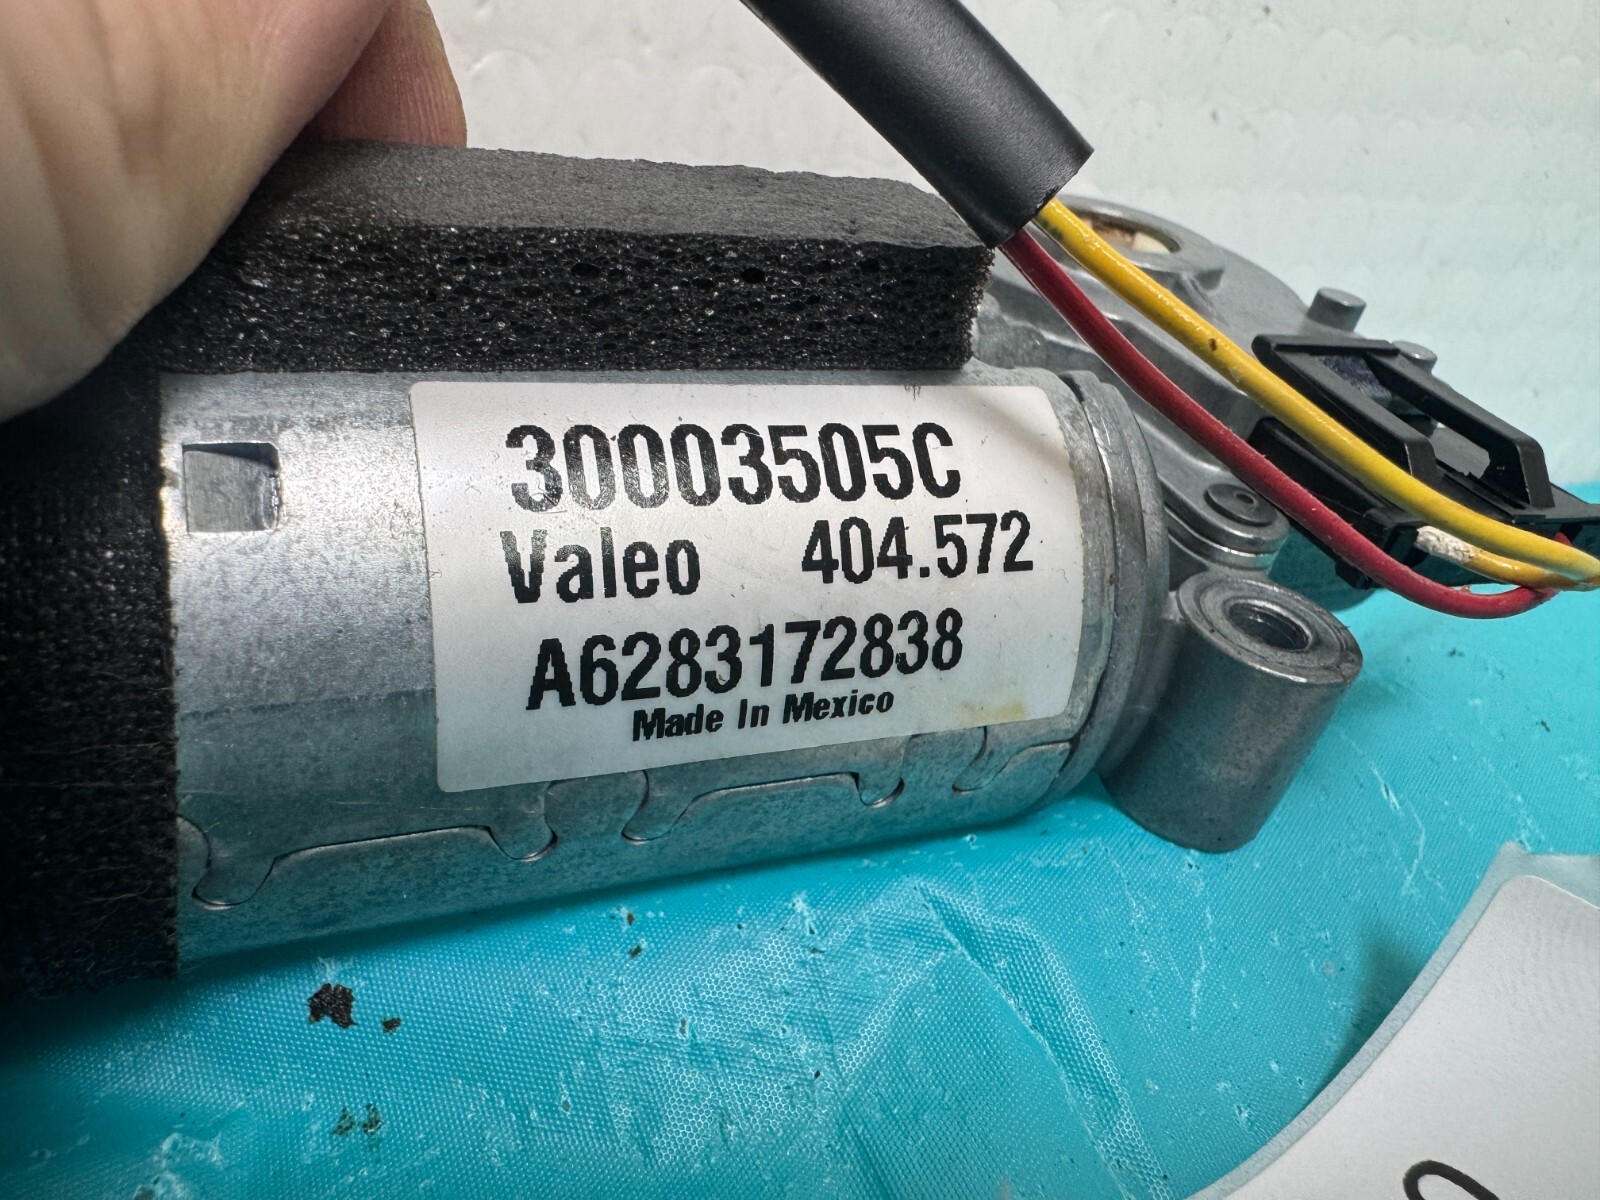 30003505C
Valeo 404.572
A6283172838
Made In Mexico